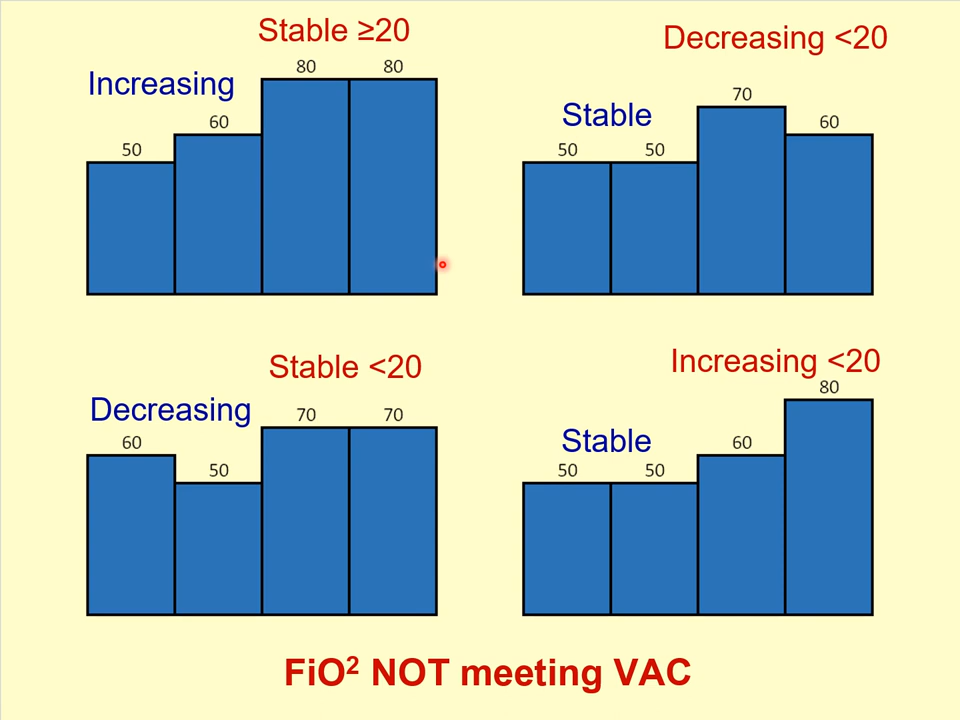 Stable ≥20
Increasing
50
60
80
80
Decreasing <20
Stable
50
50
70
60
Stable <20
Decreasing
60
50
70
70
Increasing <20
Stable
50
50
60
80
FiO² NOT meeting VAC